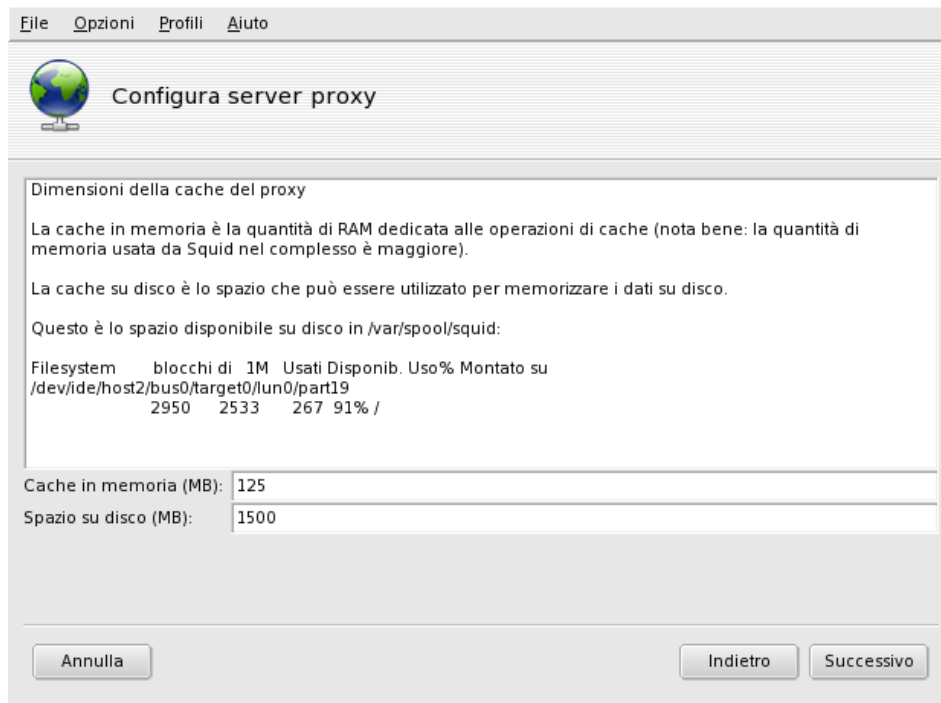 File Opzioni Profili Aiuto
Configura server proxy
Dimensioni della cache del proxy
La cache in memoria è la quantità di RAM dedicata alle operazioni di cache (nota bene: la quantità di
memoria usata da Squid nel complesso è maggiore).
La cache su disco è lo spazio che può essere utilizzato per memorizzare i dati su disco.
Questo è lo spazio disponibile su disco in /var/spool/squid:
Filesystem blocchi di 1M Usati Disponib. Uso% Montato su
/dev/ide/host2/bus0/target0/lun0/part19
2950 2533 267 91% /
Cache in memoria (MB): 125
Spazio su disco (MB): 1500
Annulla Indietro Successivo